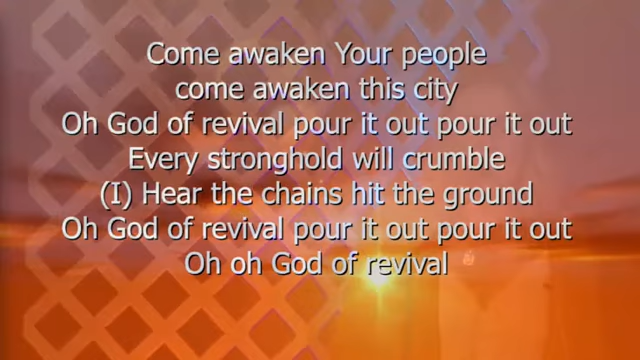 Come awaken Your people
come awaken this city
Oh God of revival pour it out pour it out
Every stronghold will crumble
(I) Hear the chains hit the ground
Oh God of revival pour it out pour it out
Oh oh God of revival